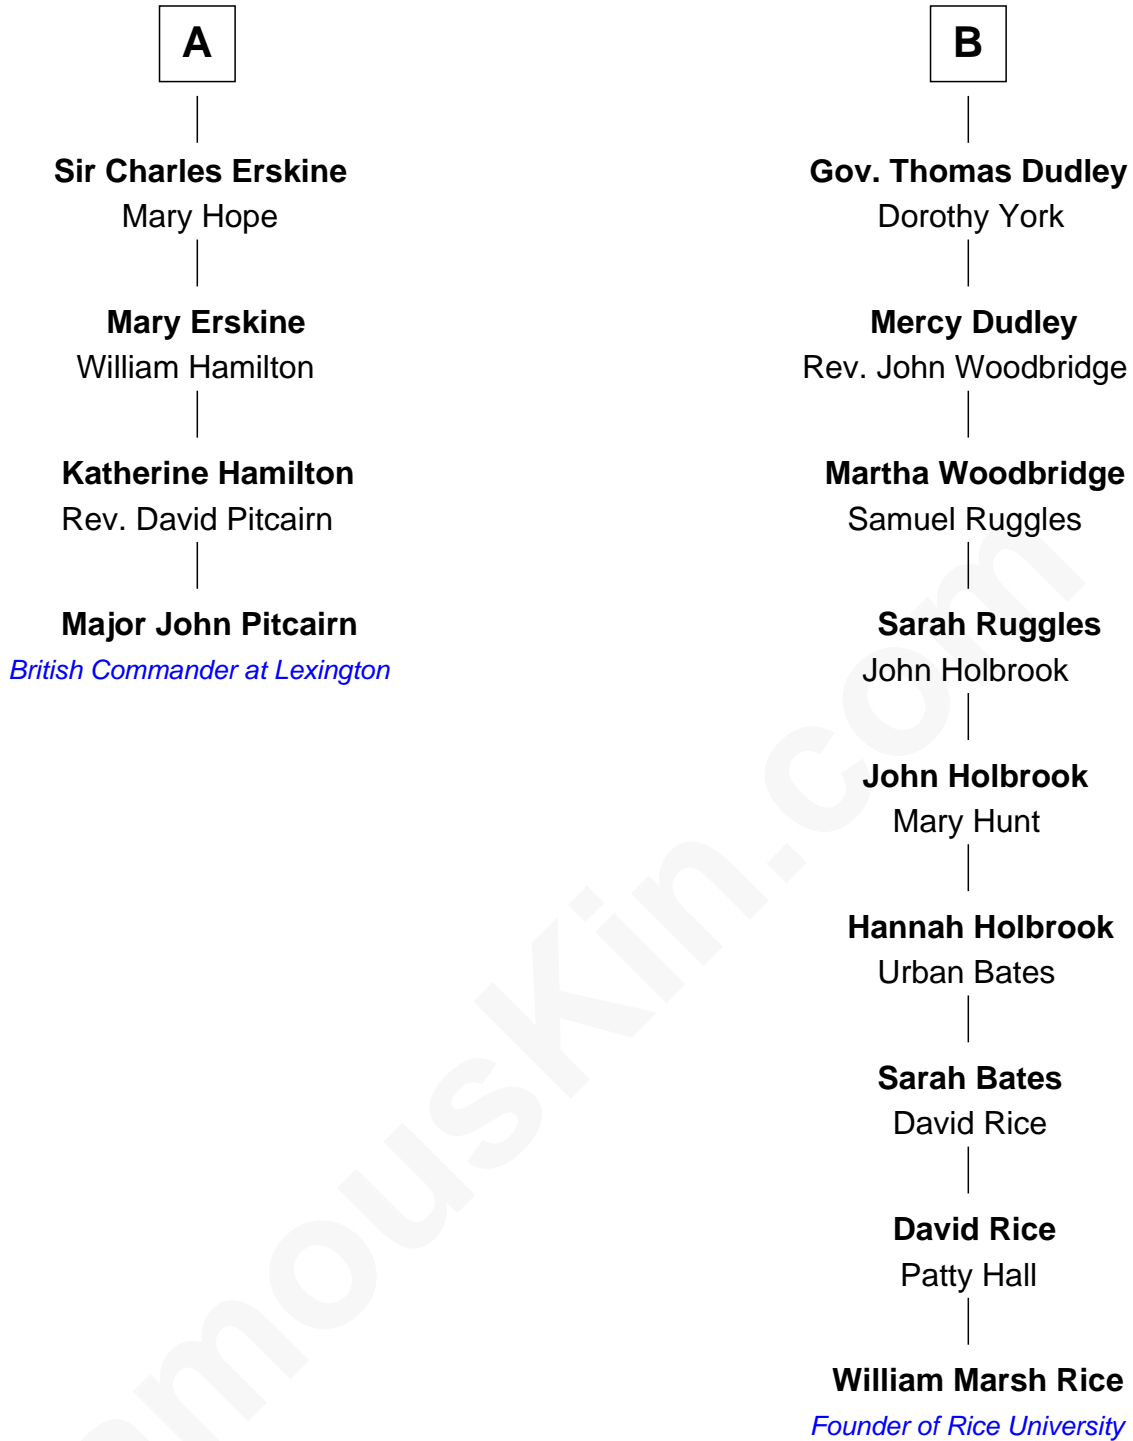 A
Sir Charles Erskine
Mary Hope
Mary Erskine
William Hamilton
Katherine Hamilton
Rev. David Pitcairn
Major John Pitcairn
British Commander at Lexington
B
Gov. Thomas Dudley
Dorothy York
Mercy Dudley
Rev. John Woodbridge
Martha Woodbridge
Samuel Ruggles
Sarah Ruggles
John Holbrook
John Holbrook
Mary Hunt
Hannah Holbrook
Urban Bates
Sarah Bates
David Rice
David Rice
Patty Hall
William Marsh Rice
Founder of Rice University
amouskin.com